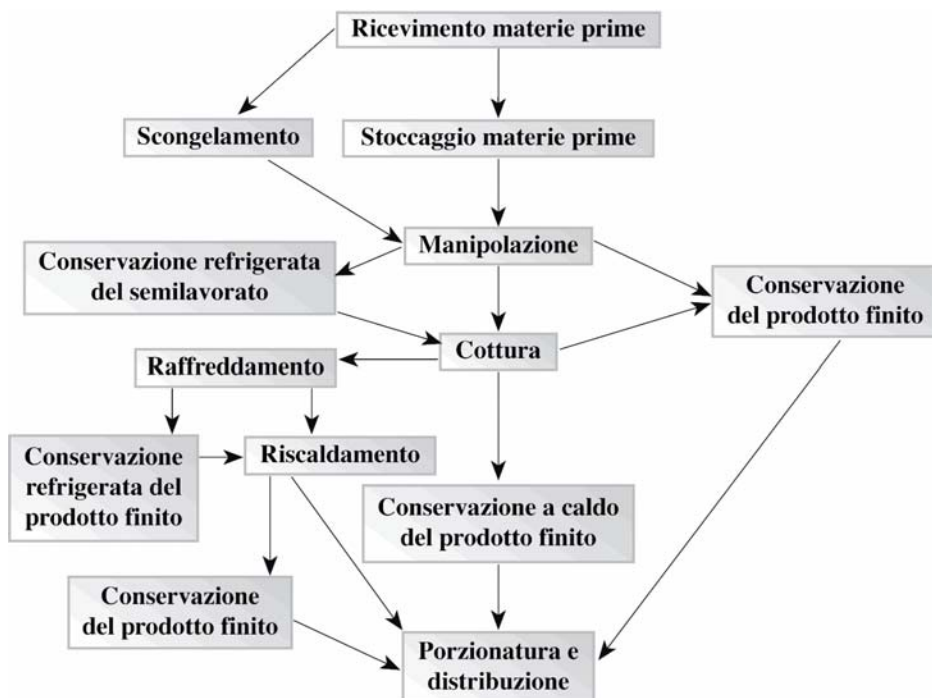 Ricevimento materie prime
Scongelamento
Stoccaggio materie prime
Manipolazione
Conservazione refrigerata
del semilavorato
Conservazione
del prodotto finito
Cottura
Raffreddamento
Conservazione
refrigerata del
prodotto finito
Riscaldamento
Conservazione a caldo
del prodotto finito
Conservazione
del prodotto finito
Porzionatura e
distribuzione